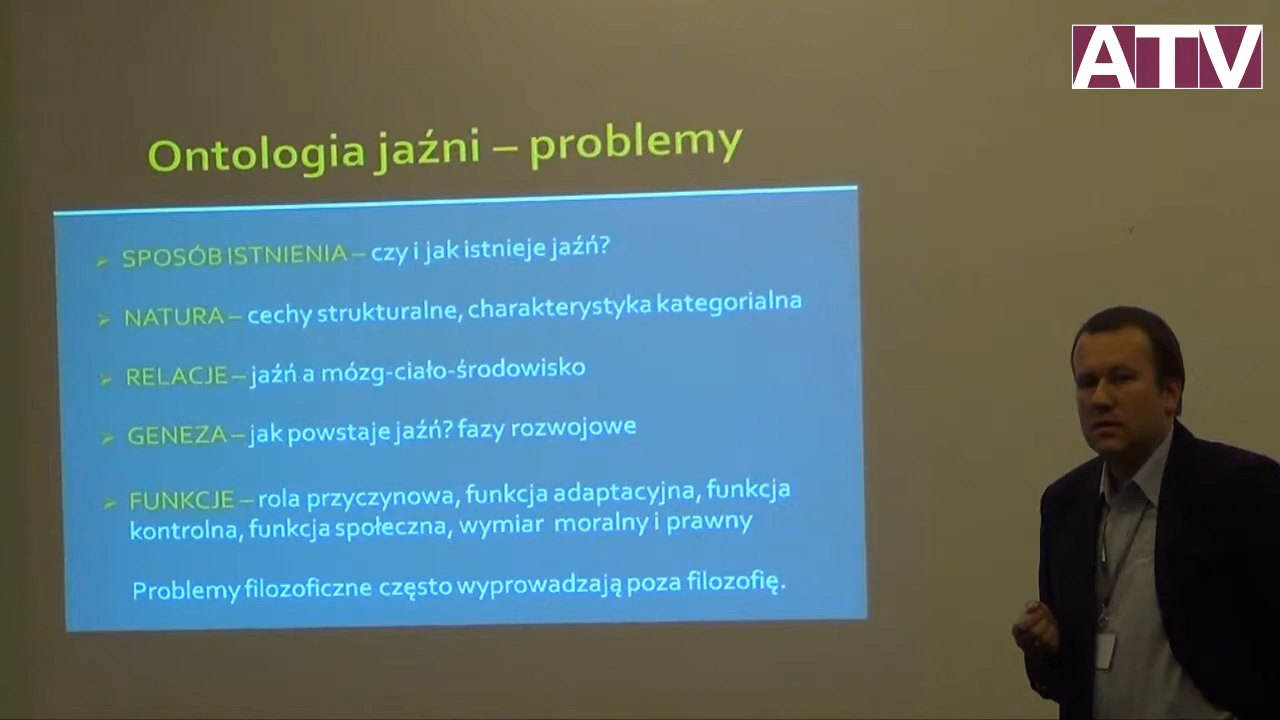 ATV
Ontologia jaźni – problemy
➢ SPOSÓB ISTNIENIA – czy i jak istnieje jaźń?
➢ NATURA – cechy strukturalne, charakterystyka kategorialna
➢ RELACJE – jaźń a mózg-ciało-środowisko
➢ GENEZA – jak powstaje jaźń? fazy rozwojowe
➢ FUNKCJE – rola przyczynowa, funkcja adaptacyjna, funkcja
kontrolna, funkcja społeczna, wymiar moralny i prawny
Problemy filozoficzne często wyprowadzają poza filozofię.